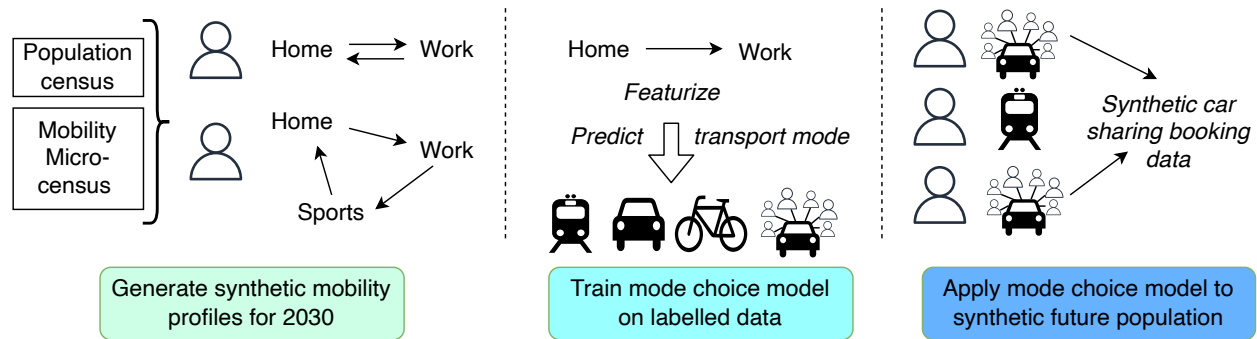 Population
census
Mobility
Micro-
census
Home
Work
Home
Work
Sports
Generate synthetic mobility
profiles for 2030
Home
Work
Featurize
Predict
transport mode
Train mode choice model
on labelled data
Synthetic car
sharing booking
data
Apply mode choice model to
synthetic future population